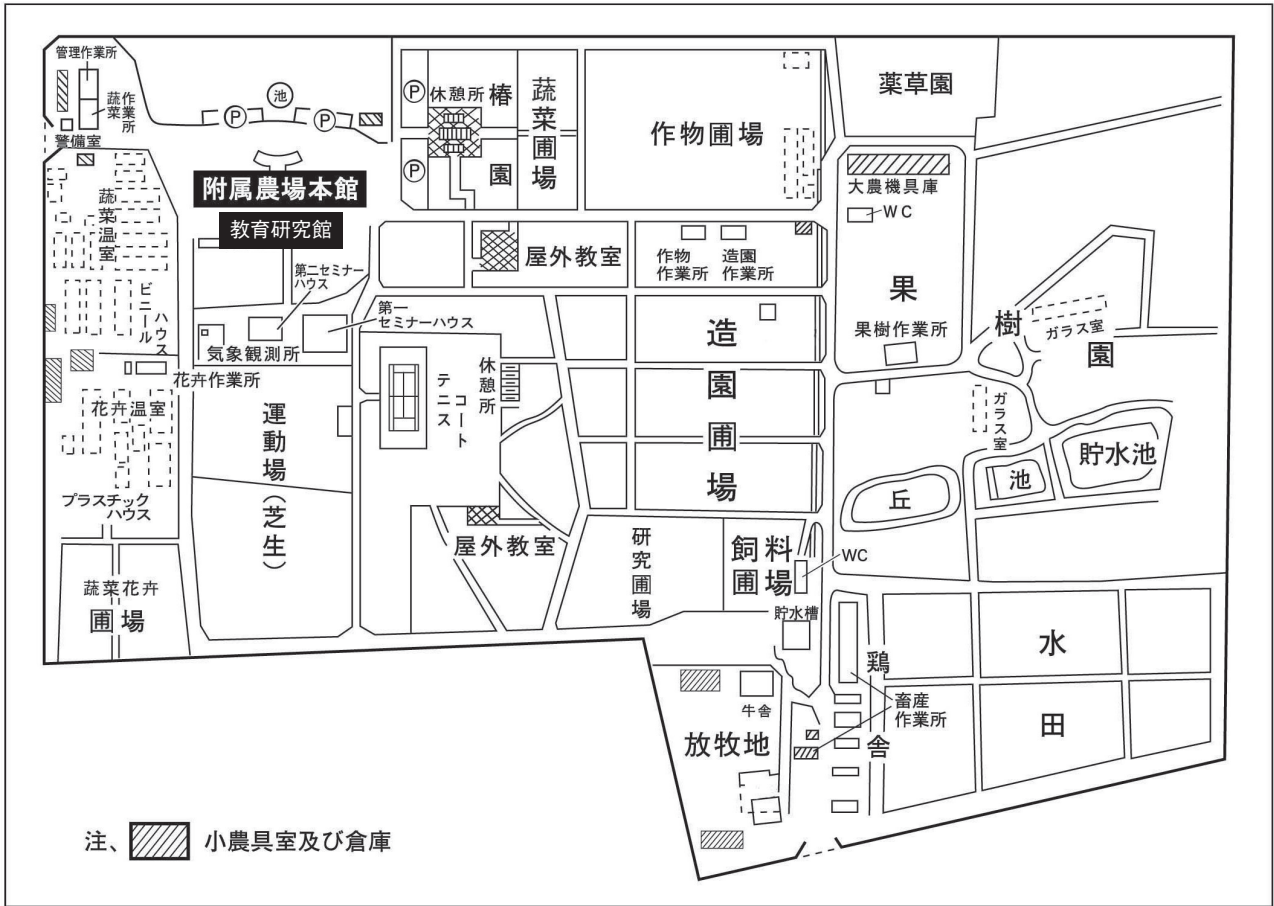 管理作業所
蔬菜
作業所
警備室
池
P
P
P
P
休憩所
椿園
蔬菜圃場
作物圃場
薬草園
附属農場本館
教育研究館
蔬菜温室
ビニールハウス
第二セミナー
ハウス
第一
セミナーハウス
気象観測所
屋外教室
作物
作業所
造園
作業所
大農機具庫
WC
果樹園
果樹作業所
ガラス室
ガラス室
花卉作業所
花卉温室
プラスチック
ハウス
運動場(芝生)
テニス
コート
休憩所
造園圃場
屋外教室
研究圃場
飼料
圃場
WC
貯水槽
丘
池
貯水池
蔬菜花卉
圃場
鶏舎
畜産
作業所
水田
牛舎
放牧地
注、
小農具室及び倉庫